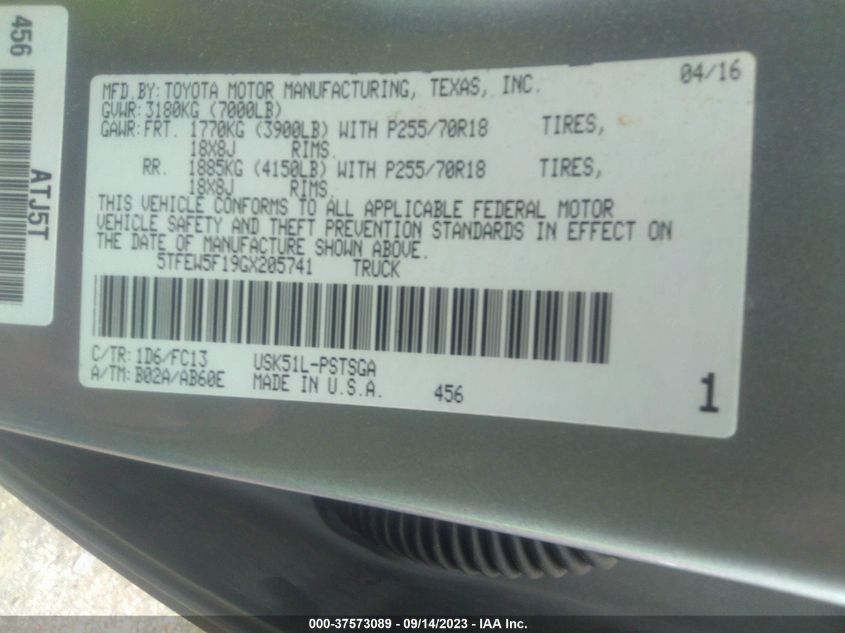 456
ATJ5T
MFD.BY: TOYOTA MOTOR MANUFACTURING, TEXAS, INC. 04/16
GVWR: 3180KG (7000LB)
GAWR: FRT. 1770KG (3900LB) WITH P255/70R18 TIRES,
18X8J RIMS.
RR. 1885KG (4150LB) WITH P255/70R18 TIRES,
18X8J RIMS.
THIS VEHICLE CONFORMS TO ALL APPLICABLE FEDERAL MOTOR
VEHICLE SAFETY AND THEFT PREVENTION STANDARDS IN EFFECT ON
THE DATE OF MANUFACTURE SHOWN ABOVE.
5TFEW5F19GX205741 TRUCK
C/TR: 1D6/FC13 USK51L-PSTSGA
A/TM: B02A/AB60E MADE IN U.S.A. 456 1
000-37573089 - 09/14/2023 - IAA Inc.